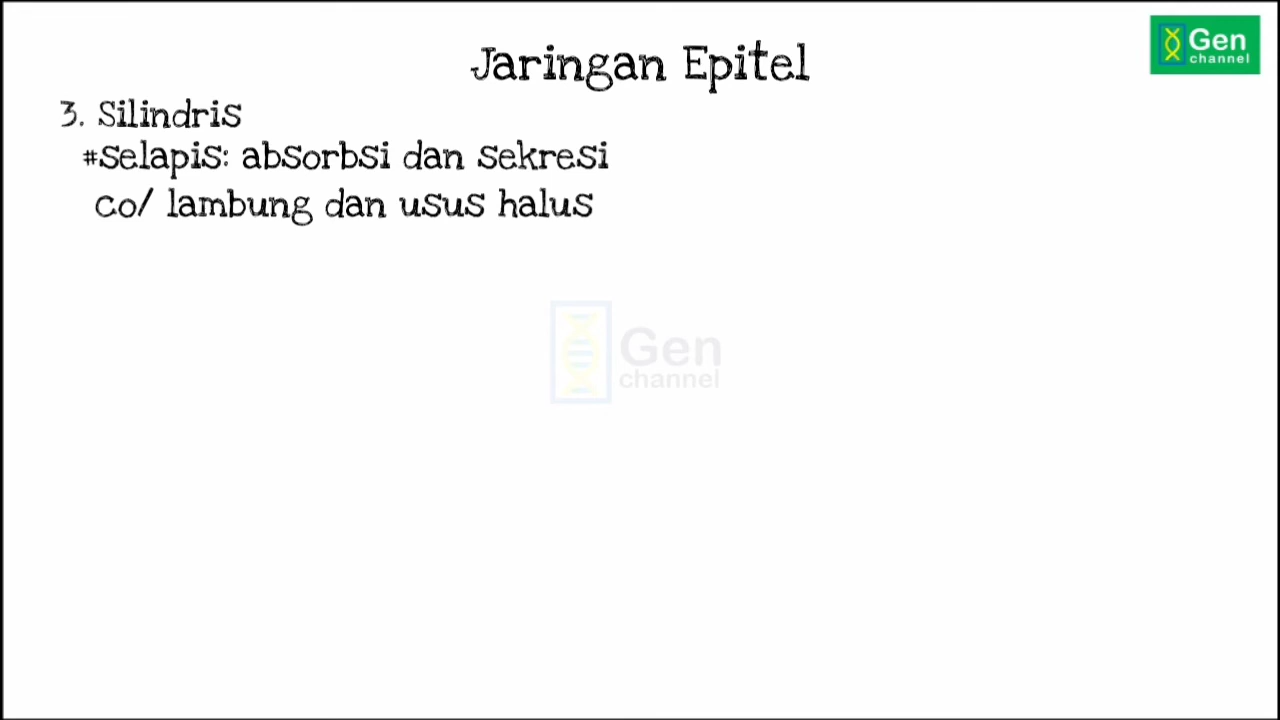 Jaringan Epitel
Gen
channel
3. Silindris
#selapis: absorbsi dan sekresi
co/ lambung dan usus halus
Gen
channel